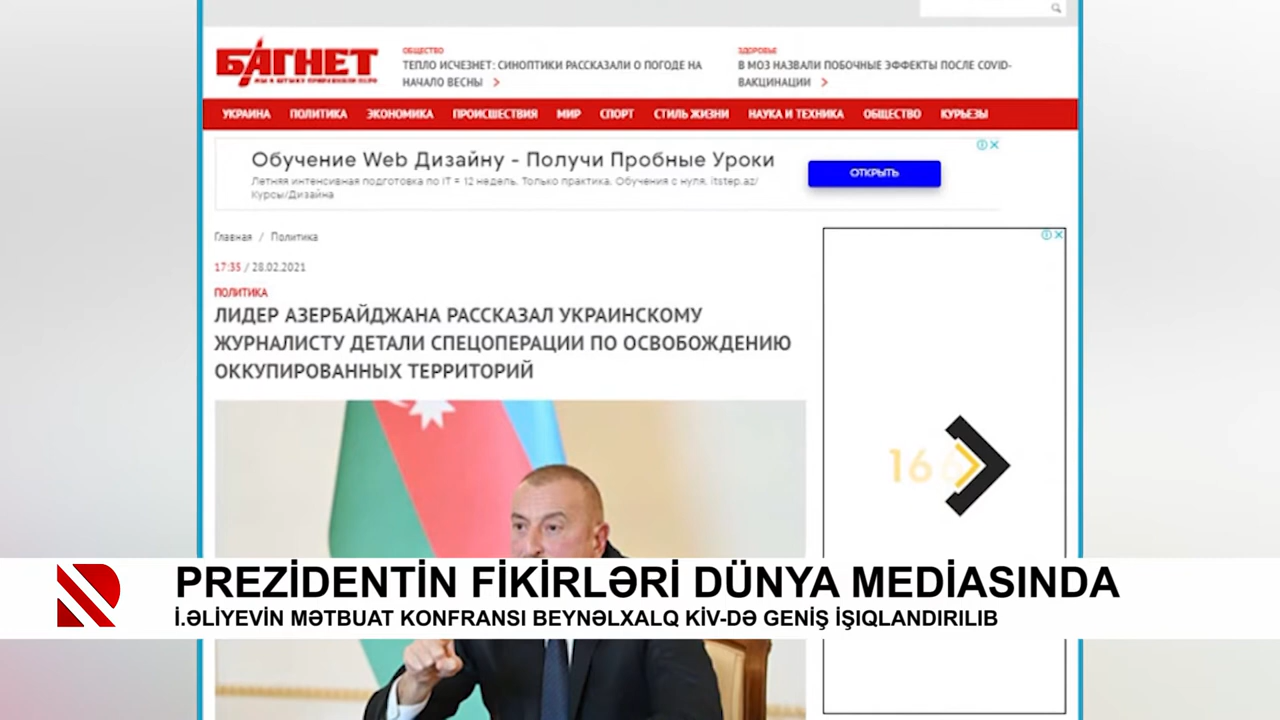 БАГНЕТ
ОБЩЕСТВО
ТЕПЛО ИСЧЕЗНЕТ: СИНОПТИКИ РАССКАЗАЛИ О ПОГОДЕ НА
НАЧАЛО ВЕСНЫ
ЗДОРОВЬЕ
В МОЗ НАЗВАЛИ ПОБОЧНЫЕ ЭФФЕКТЫ ПОСЛЕ COVID-
ВАКЦИНАЦИИ
УКРАИНА ПОЛИТИКА ЭКОНОМИКА ПРОИСШЕСТВИЯ МИР СПОРТ СТИЛЬ ЖИЗНИ НАУКА И ТЕХНИКА ОБЩЕСТВО КУРЬЕЗЫ
Обучение Web Дизайну - Получи Пробные Уроки
Летняя интенсивная подготовка по IT = 12 недель. Только практика. Обучения с нуля. itstep.az/
Курсы/Дизайна
ОТКРЫТЬ
Главная / Политика
17:35 / 28.02.2021
ПОЛИТИКА
ЛИДЕР АЗЕРБАЙДЖАНА РАССКАЗАЛ УКРАИНСКОМУ
ЖУРНАЛИСТУ ДЕТАЛИ СПЕЦОПЕРАЦИИ ПО ОСВОБОЖДЕНИЮ
ОККУПИРОВАННЫХ ТЕРРИТОРИЙ
PREZİDENTİN FİKİRLƏRİ DÜNYA MEDİASINDA
İ.ƏLİYEVİN MƏTBUAT KONFRANSI BEYNƏLXALQ KİV-DƏ GENİŞ İŞIQLANDIRILIB